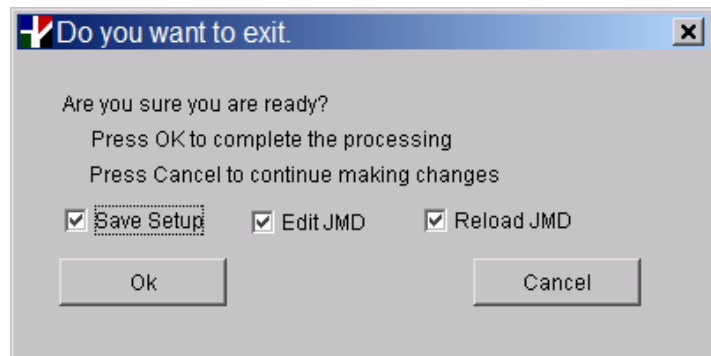 Do you want to exit.
Are you sure you are ready?
Press OK to complete the processing
Press Cancel to continue making changes
Save Setup Edit JMD Reload JMD
Ok Cancel